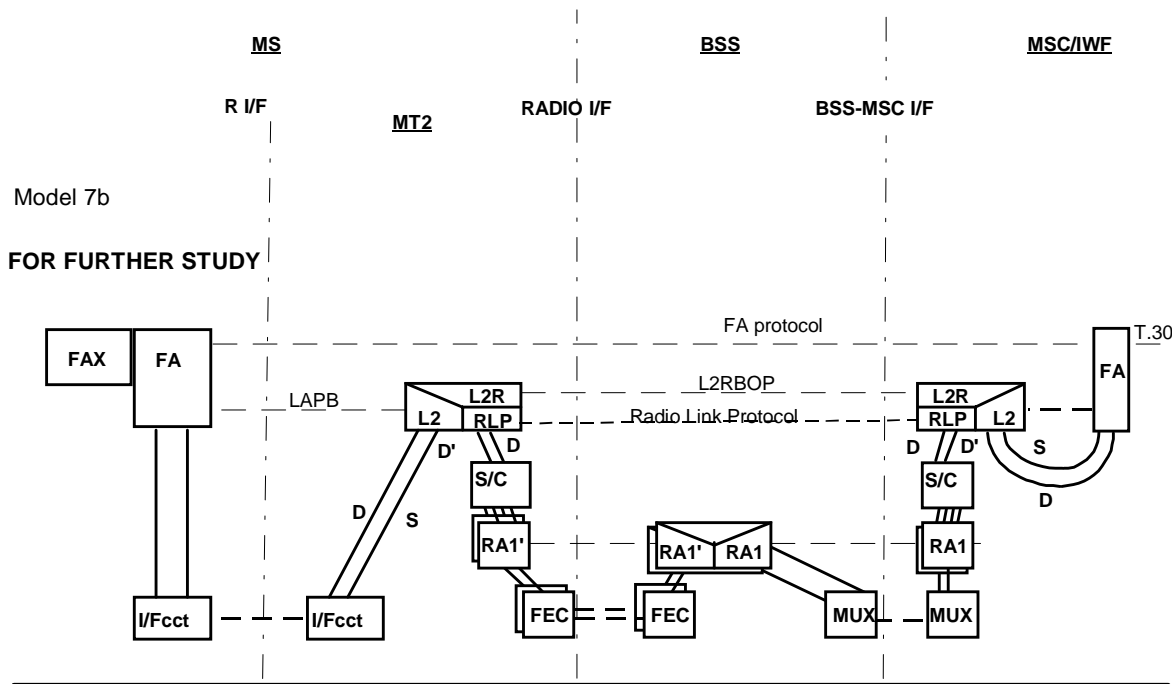 MS
BSS
MSC/IWF
R I/F
RADIO I/F
BSS-MSC I/F
MT2
Model 7b
FOR FURTHER STUDY
FA protocol
T.30
FAX
FA
FA
L2R
L2RBOP
L2R
LAPB
L2
RLP
Radio Link Protocol
RLP
L2
D'
D
D
D'
S
S/C
S/C
D
S
D
RA1'
RA1'
RA1
RA1
I/Fcct
I/Fcct
FEC
FEC
MUX
MUX